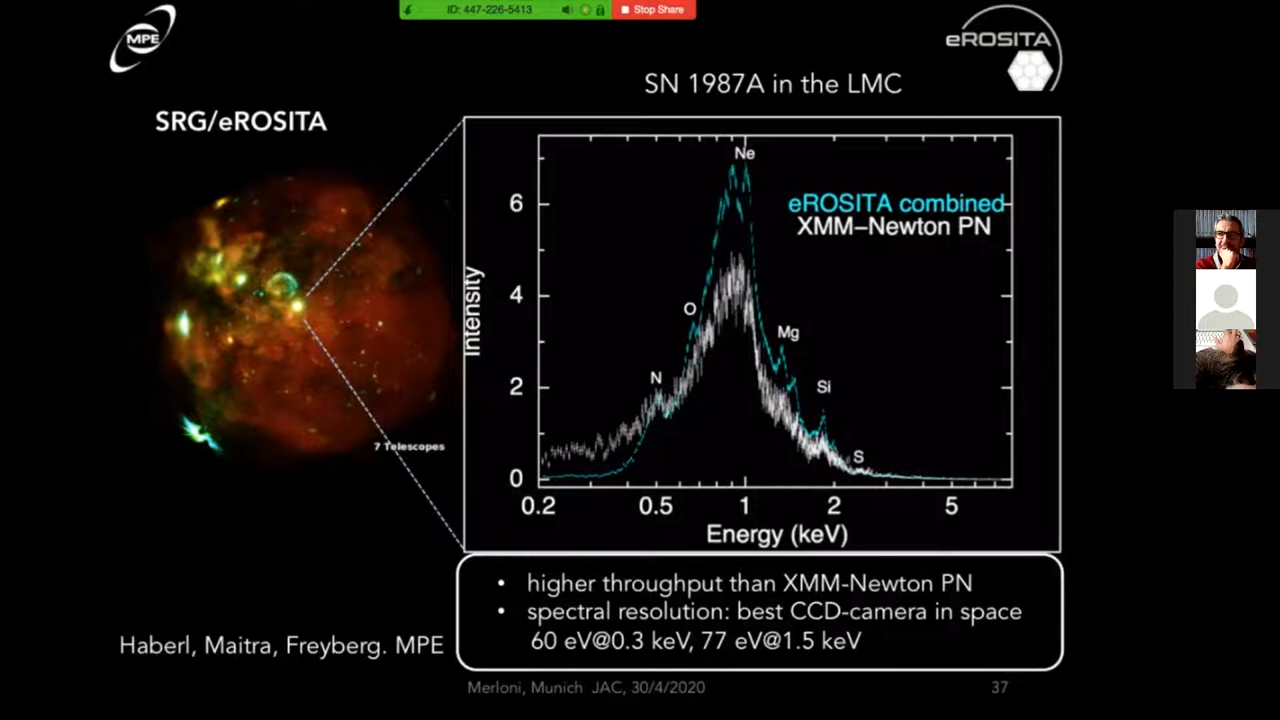 ID: 447-226-5413
Stop Share
MPE
eROSITA
SN 1987A in the LMC
SRG/eROSITA
Ne
eROSITA combined
XMM–Newton PN
6
4
2
0
Intensity
O
Mg
N
Si
S
7 Telescopes
0.2 0.5 1 2 5
Energy (keV)
• higher throughput than XMM-Newton PN
• spectral resolution: best CCD-camera in space
60 eV@0.3 keV, 77 eV@1.5 keV
Haberl, Maitra, Freyberg. MPE
Merloni, Munich JAC, 30/4/2020
37